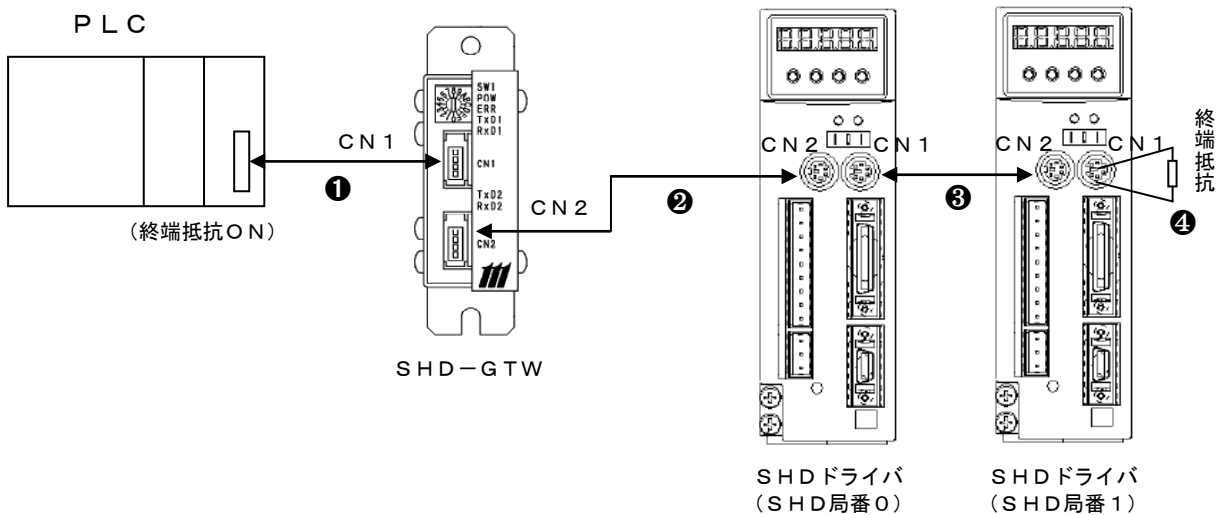 ＰＬＣ
(終端抵抗ＯＮ)
ＣＮ１
❶
SW1
POW
ERR
TxD1
RxD1
CN1
TxD2
RxD2
CN2
ＳＨＤ－ＧＴＷ
ＣＮ２
❷
ＣＮ２
ＣＮ１
❸
ＣＮ２
ＣＮ１
終端抵抗
❹
ＳＨＤドライバ
(ＳＨＤ局番０)
ＳＨＤドライバ
(ＳＨＤ局番１)